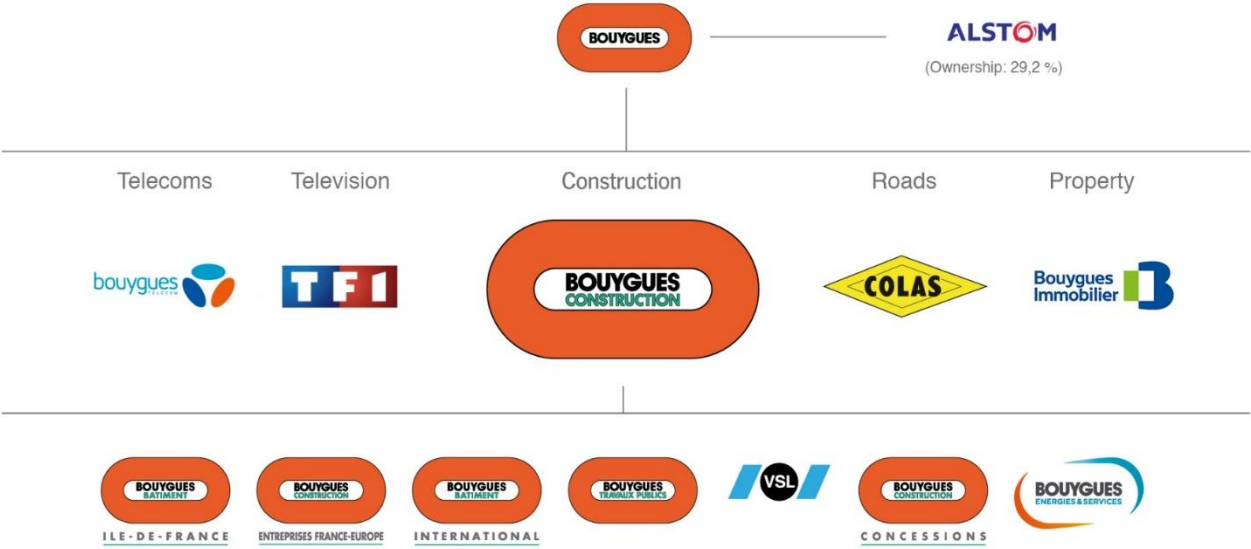 BOUYGUES
ALSTOM
(Ownership: 29,2 %)
Telecoms
Television
Construction
Roads
Property
bouygues
TELECOM
TF1
BOUYGUES
CONSTRUCTION
COLAS
Bouygues
Immobilier
BOUYGUES
BATIMENT
ILE-DE-FRANCE
BOUYGUES
CONSTRUCTION
ENTREPRISES FRANCE-EUROPE
BOUYGUES
BATIMENT
INTERNATIONAL
BOUYGUES
TRAVAUX PUBLICS
VSL
BOUYGUES
CONSTRUCTION
CONCESSIONS
BOUYGUES
ENERGIES & SERVICES